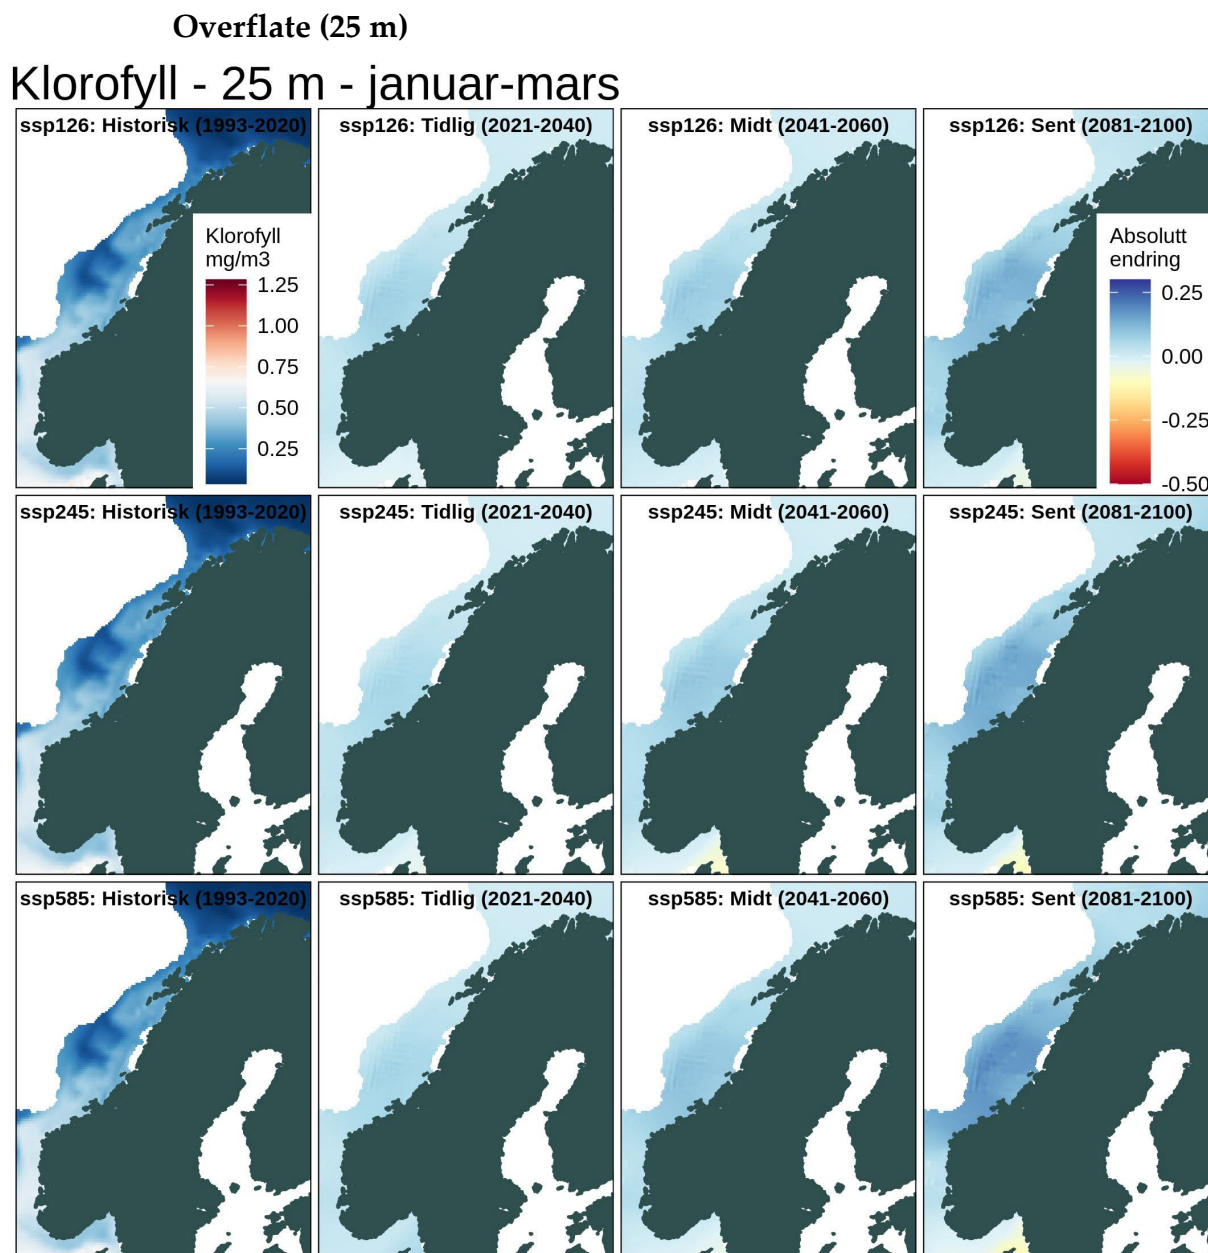 Overflate (25 m)
Klorofyll - 25 m - januar-mars
ssp126: Historisk (1993-2020)
ssp126: Tidlig (2021-2040)
ssp126: Midt (2041-2060)
ssp126: Sent (2081-2100)
Klorofyll
mg/m3
1.25
1.00
0.75
0.50
0.25
Absolutt
endring
0.25
0.00
-0.25
-0.50
ssp245: Historisk (1993-2020)
ssp245: Tidlig (2021-2040)
ssp245: Midt (2041-2060)
ssp245: Sent (2081-2100)
ssp585: Historisk (1993-2020)
ssp585: Tidlig (2021-2040)
ssp585: Midt (2041-2060)
ssp585: Sent (2081-2100)